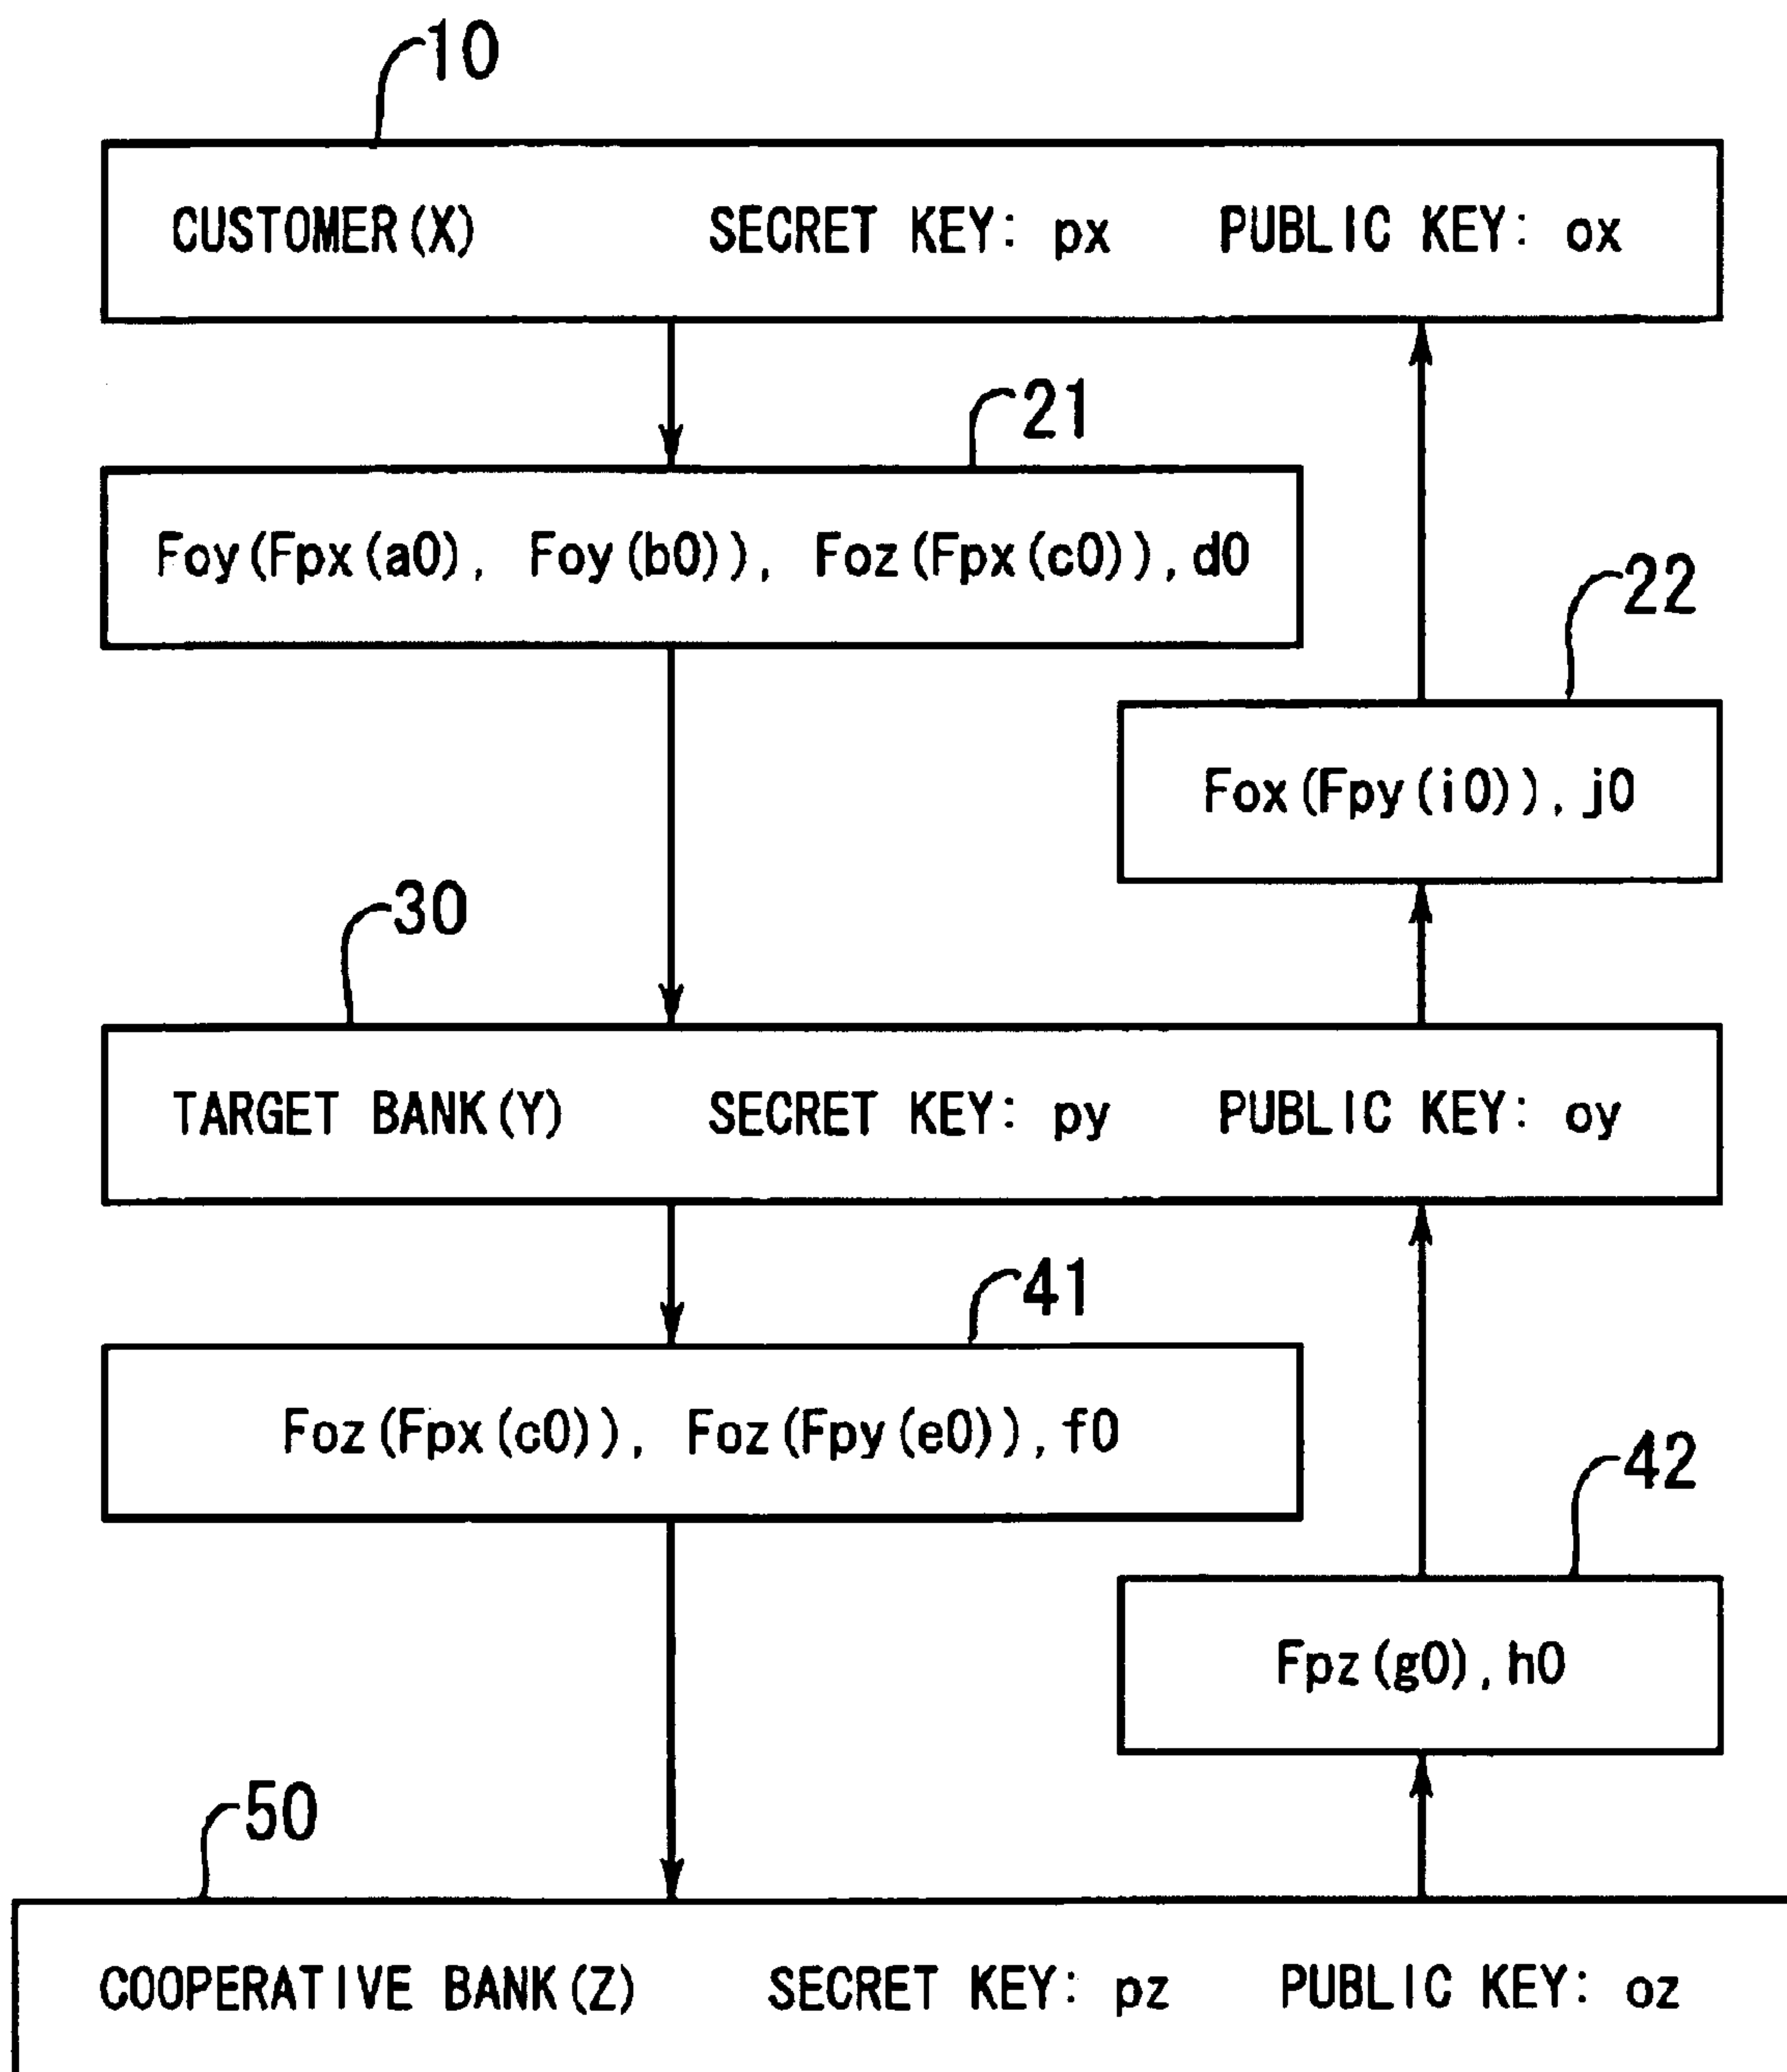 10
CUSTOMER(X) SECRET KEY: px PUBLIC KEY: ox
21
Foy(Fpx(a0), Foy(b0)), Foz(Fpx(c0)), d0
22
Fox(Fpy(i0)), j0
30
TARGET BANK(Y) SECRET KEY: py PUBLIC KEY: oy
41
Foz(Fpx(c0)), Foz(Fpy(e0)), f0
42
Fpz(g0), h0
50
COOPERATIVE BANK(Z) SECRET KEY: pz PUBLIC KEY: oz